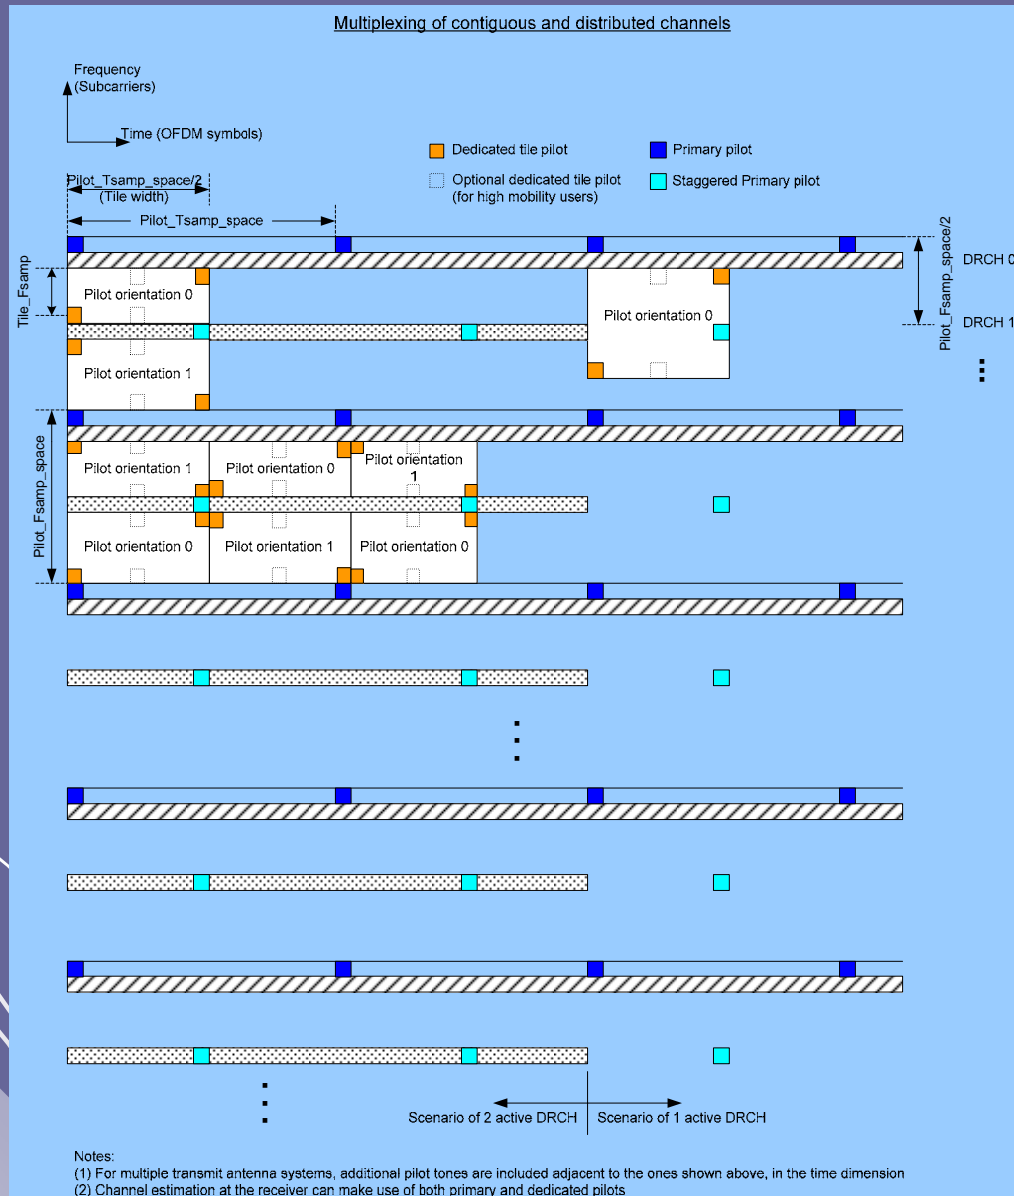 Multiplexing of contiguous and distributed channels
Frequency
(Subcarriers)
Time (OFDM symbols)
Dedicated tile pilot
Primary pilot
Optional dedicated tile pilot
(for high mobility users)
Staggered Primary pilot
Pilot_Tsamp_space/2
(Tile width)
Pilot_Tsamp_space
Tile_Fsamp
Pilot_Fsamp_space/2
DRCH 0
DRCH 1
Pilot orientation 0
Pilot orientation 0
Pilot orientation 1
Pilot_Fsamp_space
Pilot orientation 1
Pilot orientation 0
Pilot orientation
1
Pilot orientation 0
Pilot orientation 1
Pilot orientation 0
Scenario of 2 active DRCH
Scenario of 1 active DRCH
Notes:
(1) For multiple transmit antenna systems, additional pilot tones are included adjacent to the ones shown above, in the time dimension
(2) Channel estimation at the receiver can make use of both primary and dedicated pilots